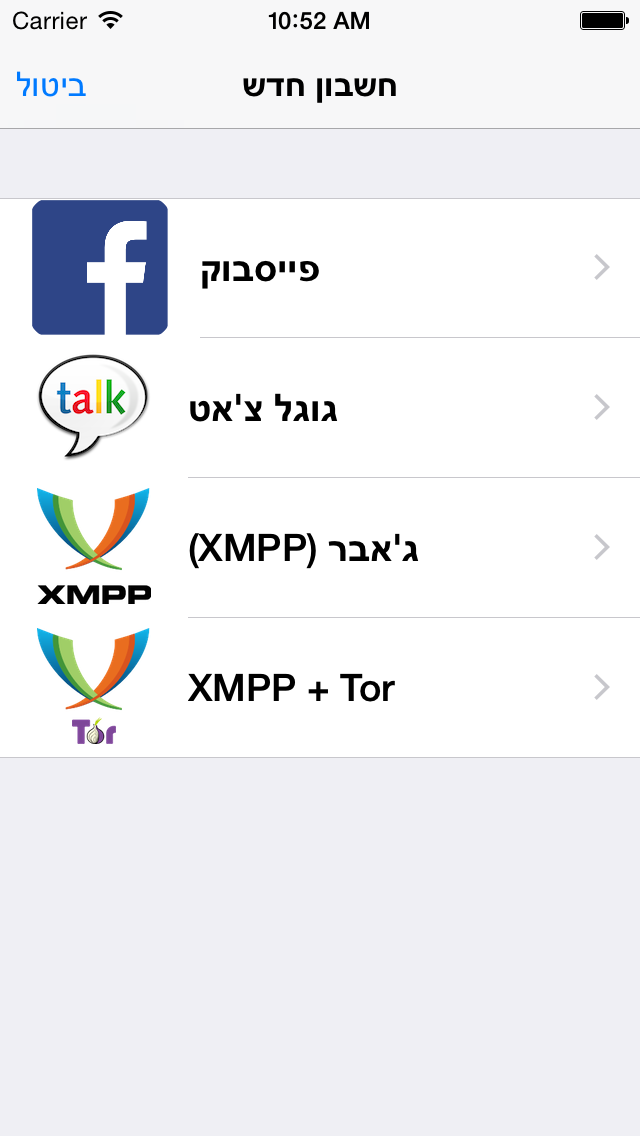 Carrier 10:52 AM
ביטול
חשבון חדש
פייסבוק
talk
גוגל צ'אט
XMPP
ג'אבר (XMPP)
Tor
XMPP + Tor